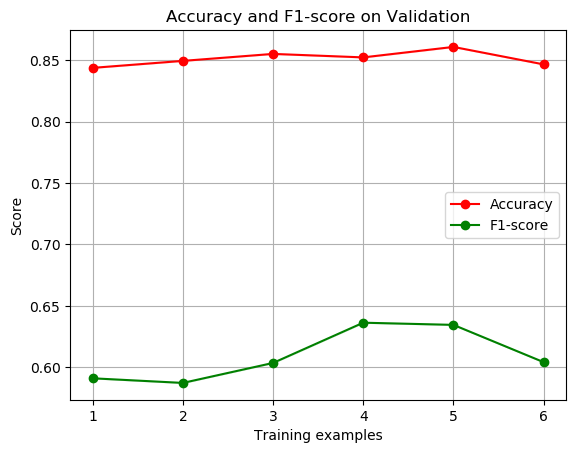 Accuracy and F1-score on Validation
0.85
0.80
0.75
0.70
0.65
0.60
Score
Accuracy
F1-score
1 2 3 4 5 6
Training examples